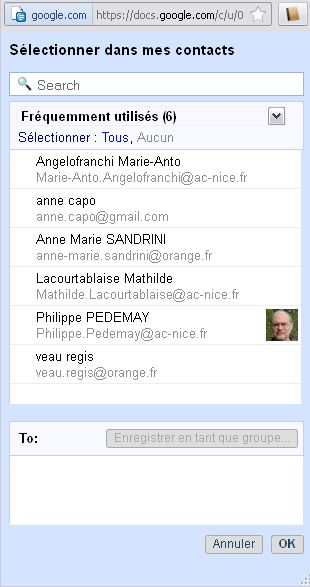 google.com https://docs.google.com/c/u/0
Sélectionner dans mes contacts
Search
Fréquemment utilisés (6)
Sélectionner : Tous, Aucun
Angelofranchi Marie-Anto
Marie-Anto.Angelofranchi@ac-nice.fr
anne capo
anne.capo@gmail.com
Anne Marie SANDRINI
anne-marie.sandrini@orange.fr
Lacourtablaise Mathilde
Mathilde.Lacourtablaise@ac-nice.fr
Philippe PEDEMAY
Philippe.Pedemay@ac-nice.fr
veau regis
veau.regis@orange.fr
To: Enregistrer en tant que groupe...
Annuler OK